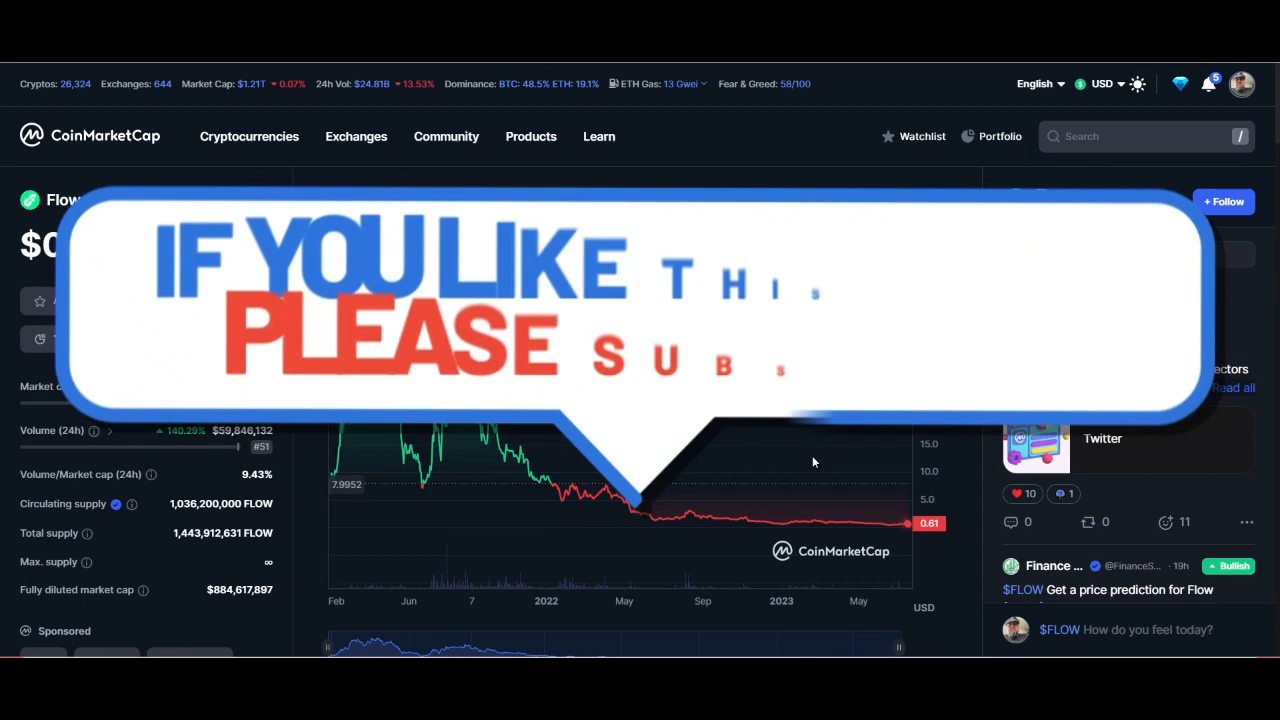 Cryptos: 26,324 Exchanges: 644 Market Cap: $1.21T 0.07% 24h Vol: $24.81B 13.53% Dominance: BTC: 48.5% ETH: 19.1% ETH Gas: 13 Gwei Fear & Greed: 58/100 English USD 5
CoinMarketCap Cryptocurrencies Exchanges Community Products Learn Watchlist Portfolio Search /
Flow + Follow
$0
IF YOU LIKE THIS
PLEASE SUBS
ectors
Market
Read all
Volume (24h) 140.29% $59,846,132
#51
Twitter
15.0
Volume/Market cap (24h) 9.43%
10.0
7.9952
Circulating supply 1,036,200,000 FLOW
5.0
10 1
0.61
0 0 11
Total supply 1,443,912,631 FLOW
CoinMarketCap
Max. supply ∞
Finance ... @FinanceS... · 19h Bullish
Fully diluted market cap $884,617,897
$FLOW Get a price prediction for Flow
Feb Jun 7 2022 May Sep 2023 May USD
Sponsored
$FLOW How do you feel today?